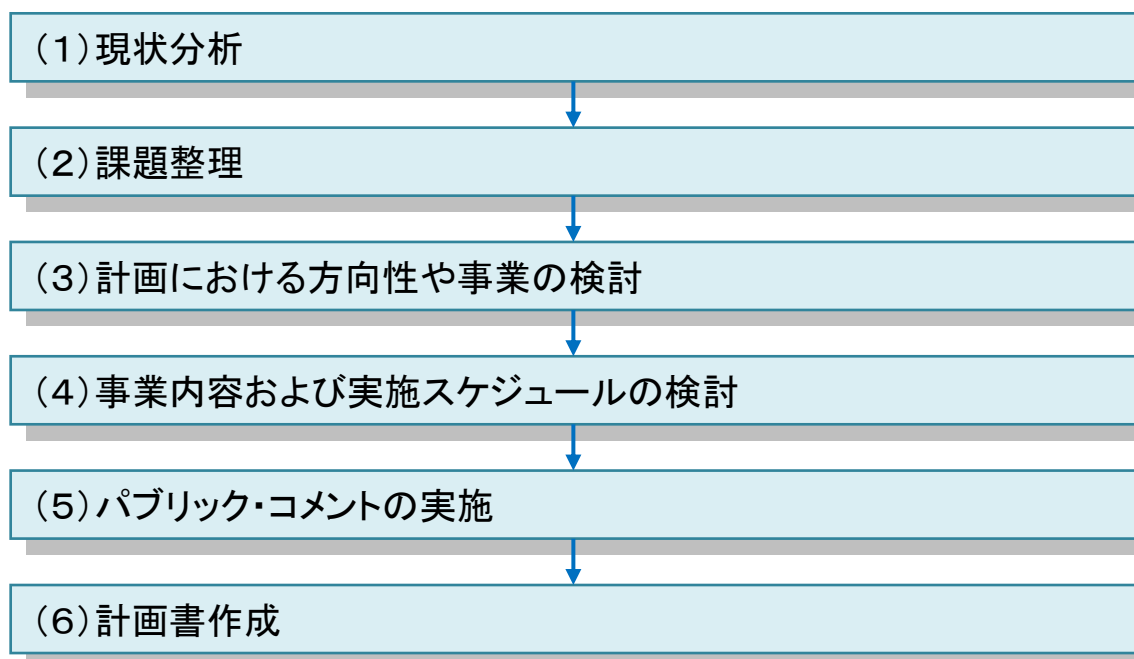 （１）現状分析
（２）課題整理
（３）計画における方向性や事業の検討
（４）事業内容および実施スケジュールの検討
（５）パブリック・コメントの実施
（６）計画書作成